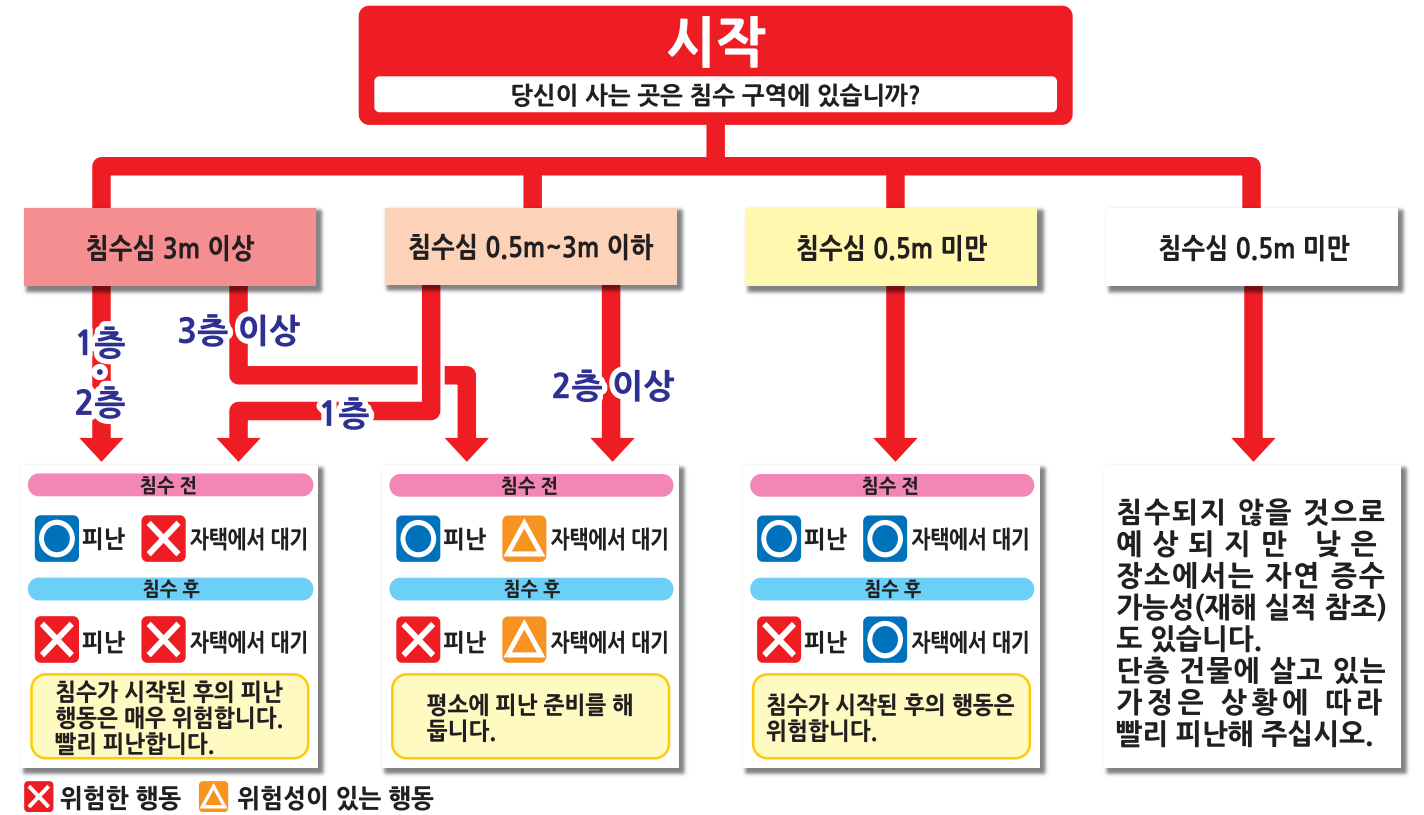 시작
당신이 사는 곳은 침수 구역에 있습니까?
침수심 3m 이상
침수심 0.5m~3m 이하
침수심 0.5m 미만
침수심 0.5m 미만
1층
•
2층
3층 이상
1층
2층 이상
침수 전
피난 자택에서 대기
침수 후
피난 자택에서 대기
침수가 시작된 후의 피난
행동은 매우 위험합니다.
빨리 피난합니다.
침수 전
피난 자택에서 대기
침수 후
피난 자택에서 대기
평소에 피난 준비를 해
둡니다.
침수 전
피난 자택에서 대기
침수 후
피난 자택에서 대기
침수가 시작된 후의 행동은
위험합니다.
침수되지 않을 것으로
예상되지만 낮은
장소에서는 자연 증수
가능성(재해 실적 참조)
도 있습니다.
단층 건물에 살고 있는
가정은 상황에 따라
빨리 피난해 주십시오.
위험한 행동 위험성이 있는 행동